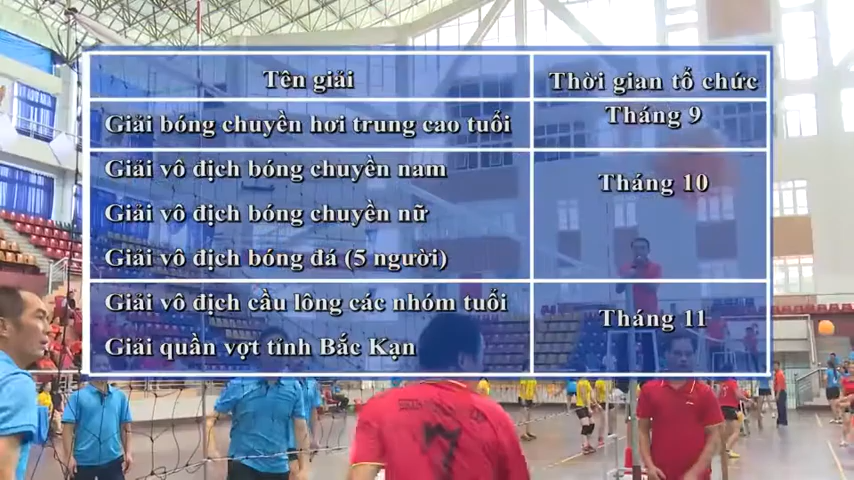 Tên giải
Thời gian tổ chức
Giải bóng chuyền hơi trung cao tuổi
Tháng 9
Giải vô địch bóng chuyền nam
Giải vô địch bóng chuyền nữ
Giải vô địch bóng đá (5 người)
Tháng 10
Giải vô địch cầu lông các nhóm tuổi
Giải quần vợt tỉnh Bắc Kạn
Tháng 11